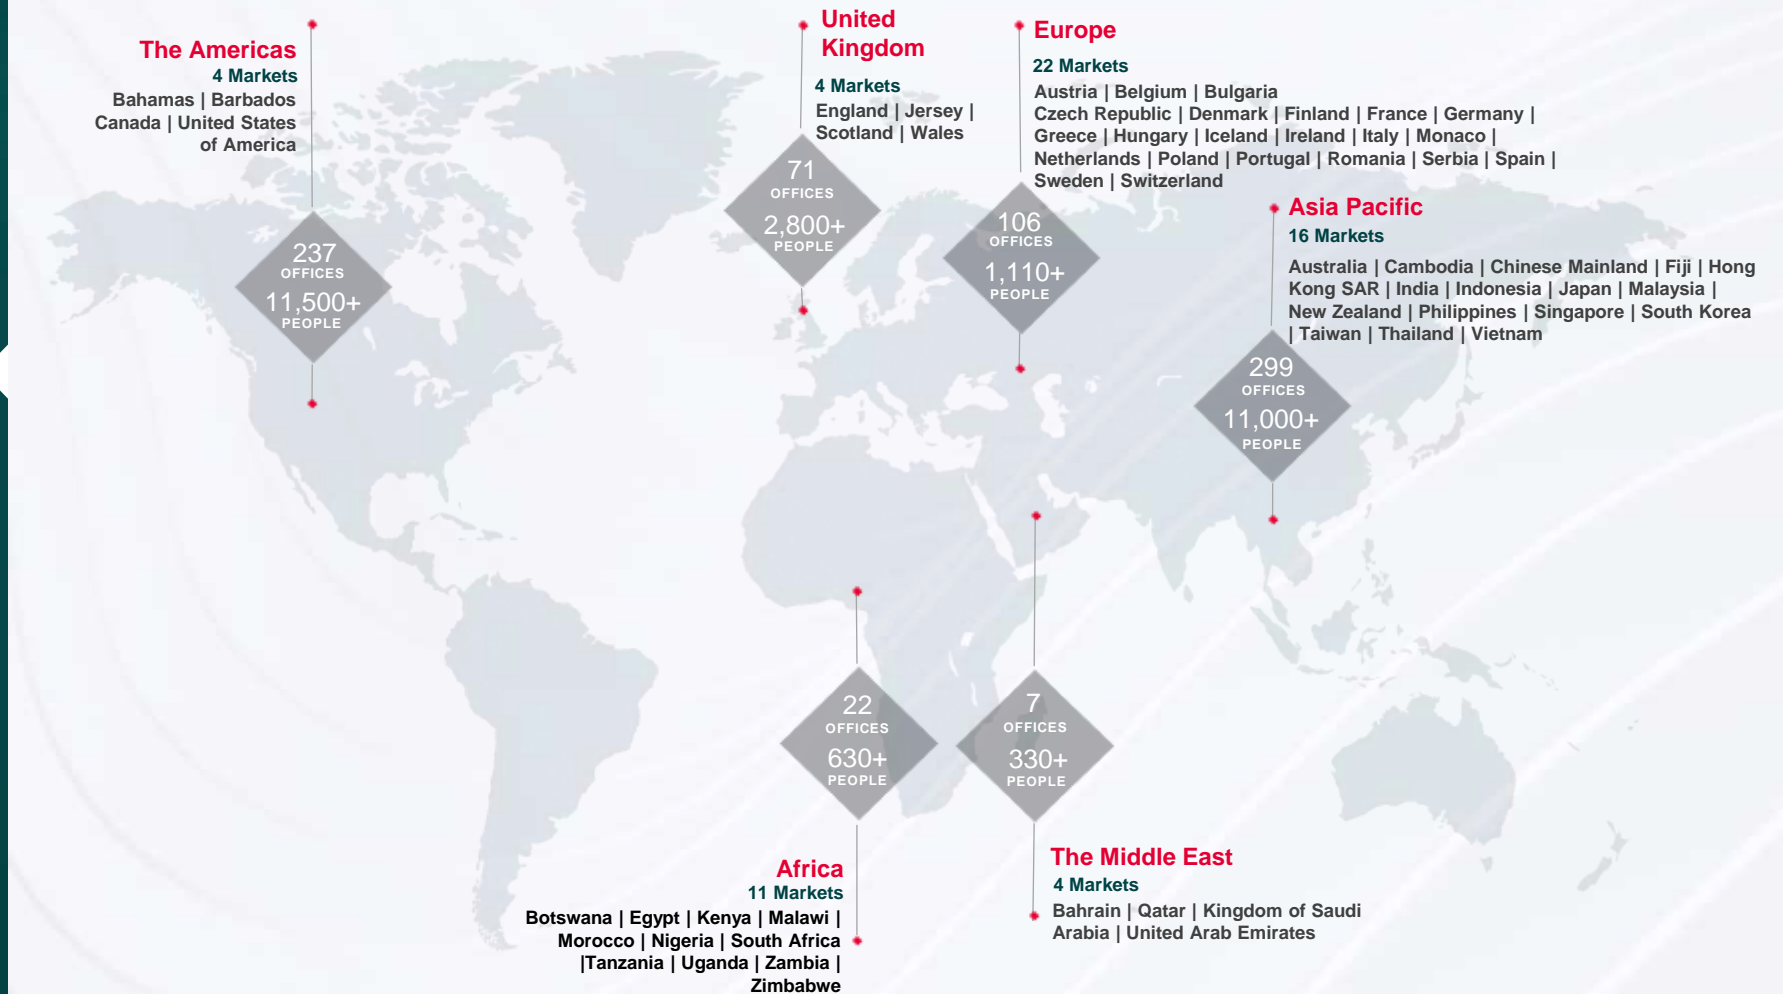 The Americas
4 Markets
Bahamas | Barbados
Canada | United States
of America
237
OFFICES
11,500+
PEOPLE
United
Kingdom
4 Markets
England | Jersey |
Scotland | Wales
71
OFFICES
2,800+
PEOPLE
Europe
22 Markets
Austria | Belgium | Bulgaria
Czech Republic | Denmark | Finland | France | Germany |
Greece | Hungary | Iceland | Ireland | Italy | Monaco |
Netherlands | Poland | Portugal | Romania | Serbia | Spain |
Sweden | Switzerland
106
OFFICES
1,110+
PEOPLE
Asia Pacific
16 Markets
Australia | Cambodia | Chinese Mainland | Fiji | Hong
Kong SAR | India | Indonesia | Japan | Malaysia |
New Zealand | Philippines | Singapore | South Korea
| Taiwan | Thailand | Vietnam
299
OFFICES
11,000+
PEOPLE
22
OFFICES
630+
PEOPLE
Africa
11 Markets
Botswana | Egypt | Kenya | Malawi |
Morocco | Nigeria | South Africa
|Tanzania | Uganda | Zambia |
Zimbabwe
7
OFFICES
330+
PEOPLE
The Middle East
4 Markets
Bahrain | Qatar | Kingdom of Saudi
Arabia | United Arab Emirates